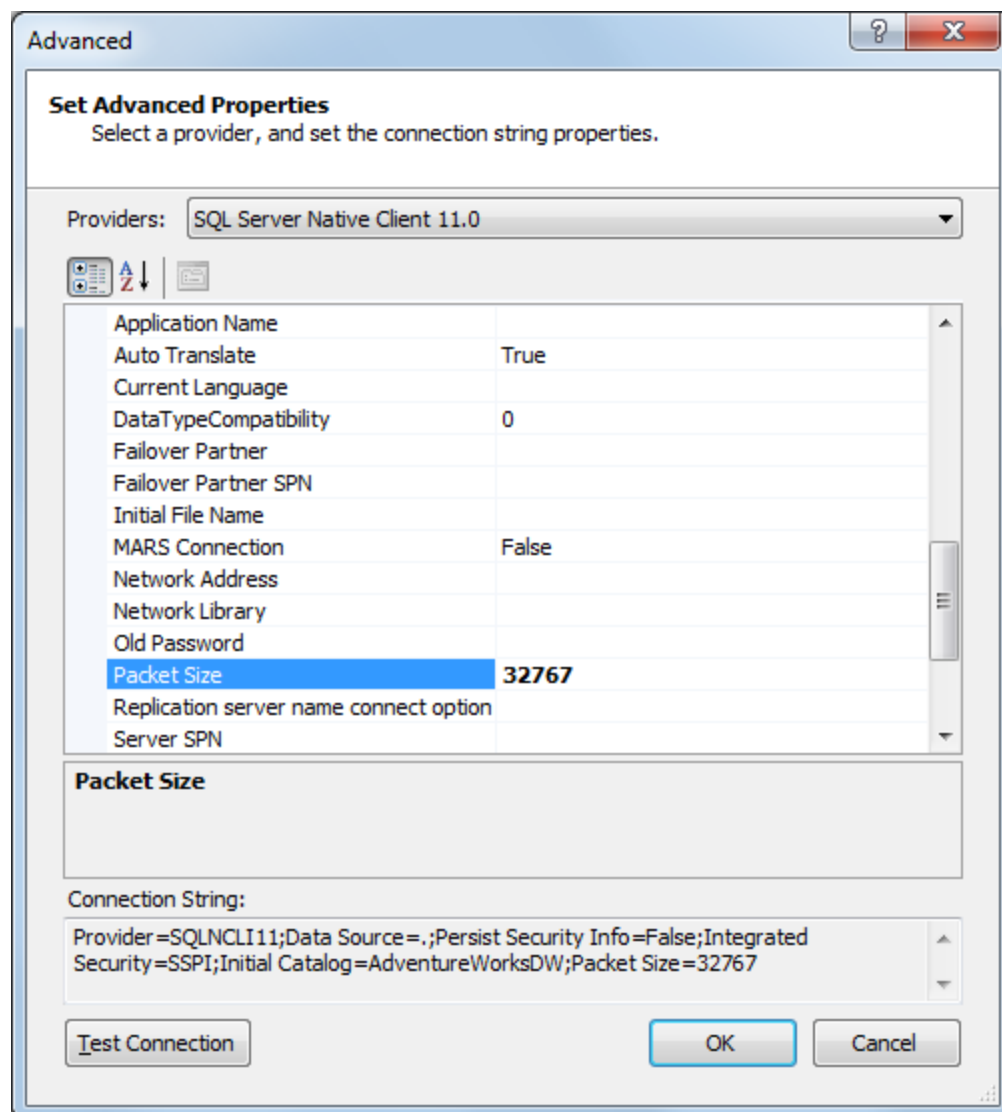 Advanced
?
X
Set Advanced Properties
Select a provider, and set the connection string properties.
Providers: SQL Server Native Client 11.0
A
Z
Application Name
Auto Translate True
Current Language
DataTypeCompatibility 0
Failover Partner
Failover Partner SPN
Initial File Name
MARS Connection False
Network Address
Network Library
Old Password
Packet Size 32767
Replication server name connect option
Server SPN
Packet Size
Connection String:
Provider=SQLNCLI11;Data Source=.;Persist Security Info=False;Integrated
Security=SSPI;Initial Catalog=AdventureWorksDW;Packet Size=32767
Test Connection OK Cancel